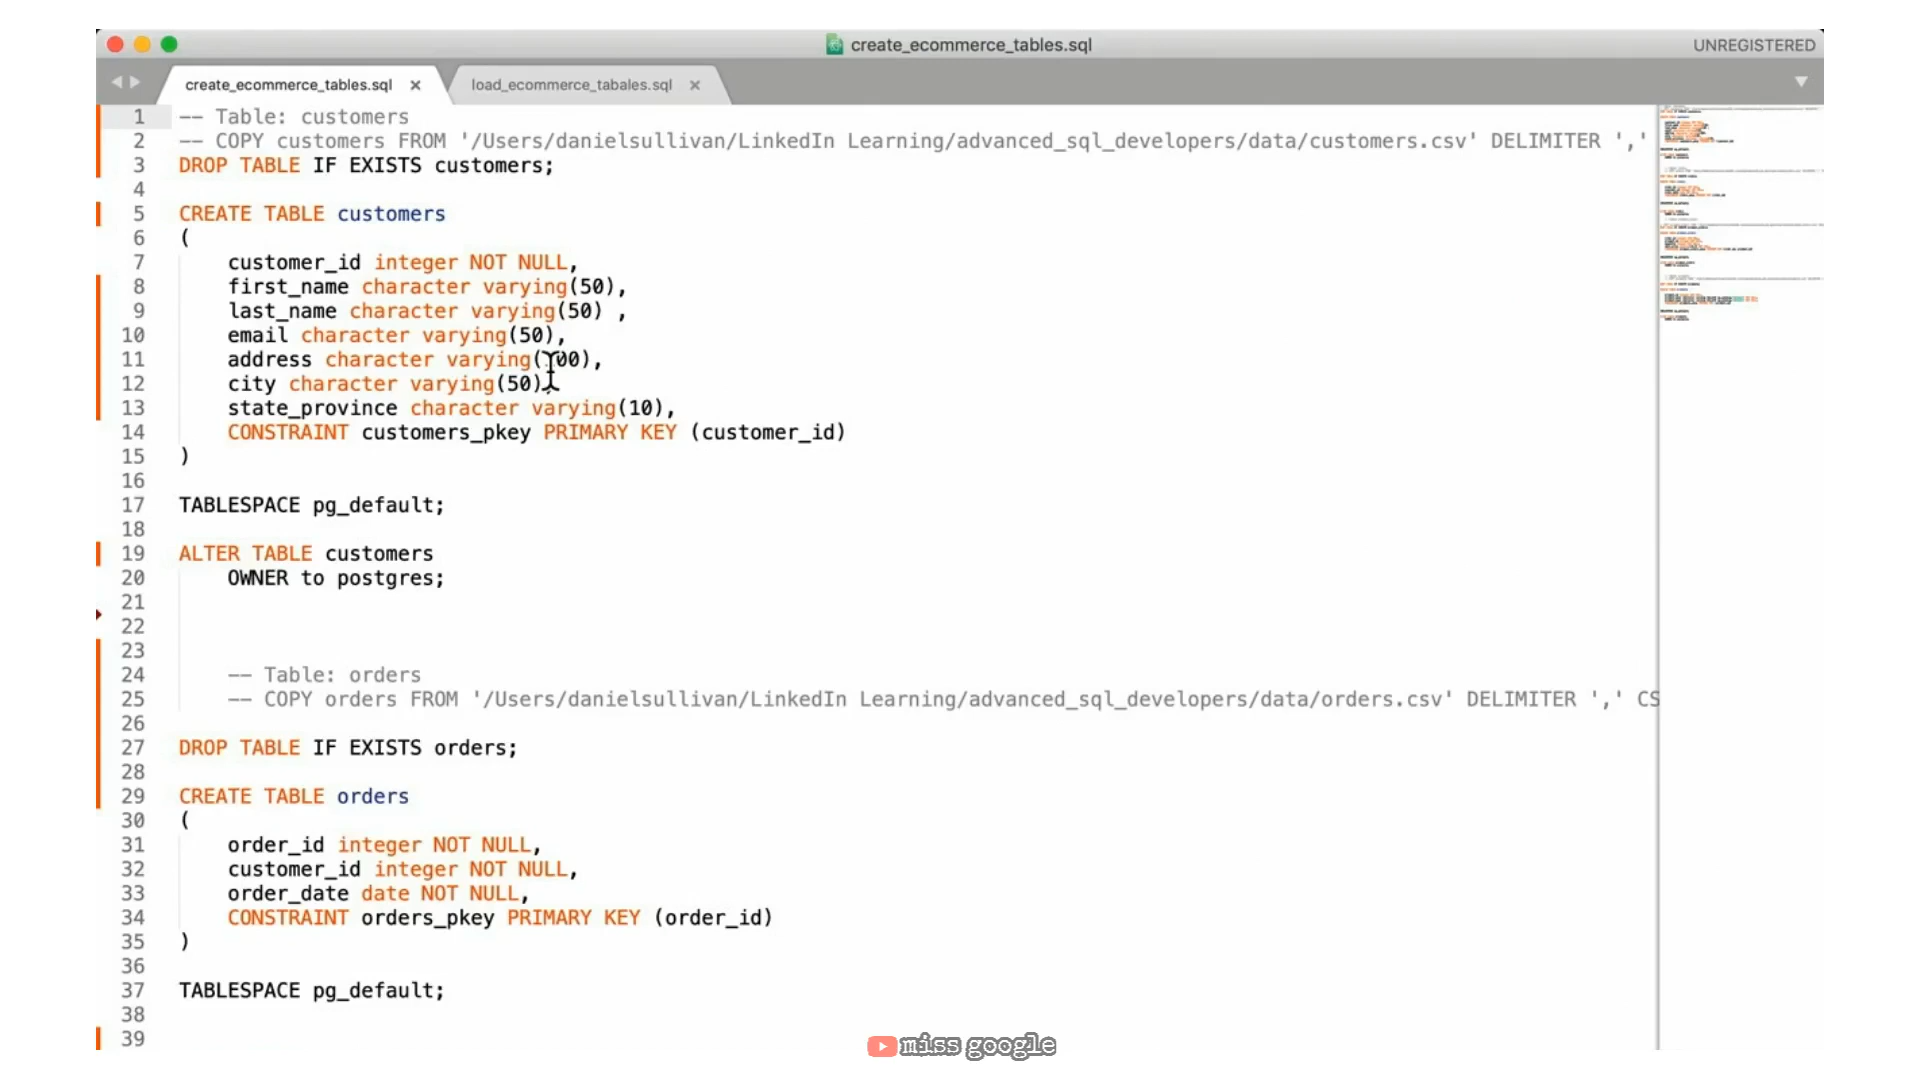 create_ecommerce_tables.sql
UNREGISTERED
create_ecommerce_tables.sql ×
load_ecommerce_tabales.sql ×
1 -- Table: customers
2 -- COPY customers FROM '/Users/danielsullivan/LinkedIn Learning/advanced_sql_developers/data/customers.csv' DELIMITER ','
3 DROP TABLE IF EXISTS customers;
4
5 CREATE TABLE customers
6 (
7 customer_id integer NOT NULL,
8 first_name character varying(50),
9 last_name character varying(50) ,
10 email character varying(50),
11 address character varying(100),
12 city character varying(50),
13 state_province character varying(10),
14 CONSTRAINT customers_pkey PRIMARY KEY (customer_id)
15 )
16
17 TABLESPACE pg_default;
18
19 ALTER TABLE customers
20 OWNER to postgres;
21
22
23
24 -- Table: orders
25 -- COPY orders FROM '/Users/danielsullivan/LinkedIn Learning/advanced_sql_developers/data/orders.csv' DELIMITER ',' CS
26
27 DROP TABLE IF EXISTS orders;
28
29 CREATE TABLE orders
30 (
31 order_id integer NOT NULL,
32 customer_id integer NOT NULL,
33 order_date date NOT NULL,
34 CONSTRAINT orders_pkey PRIMARY KEY (order_id)
35 )
36
37 TABLESPACE pg_default;
38
39
miss google